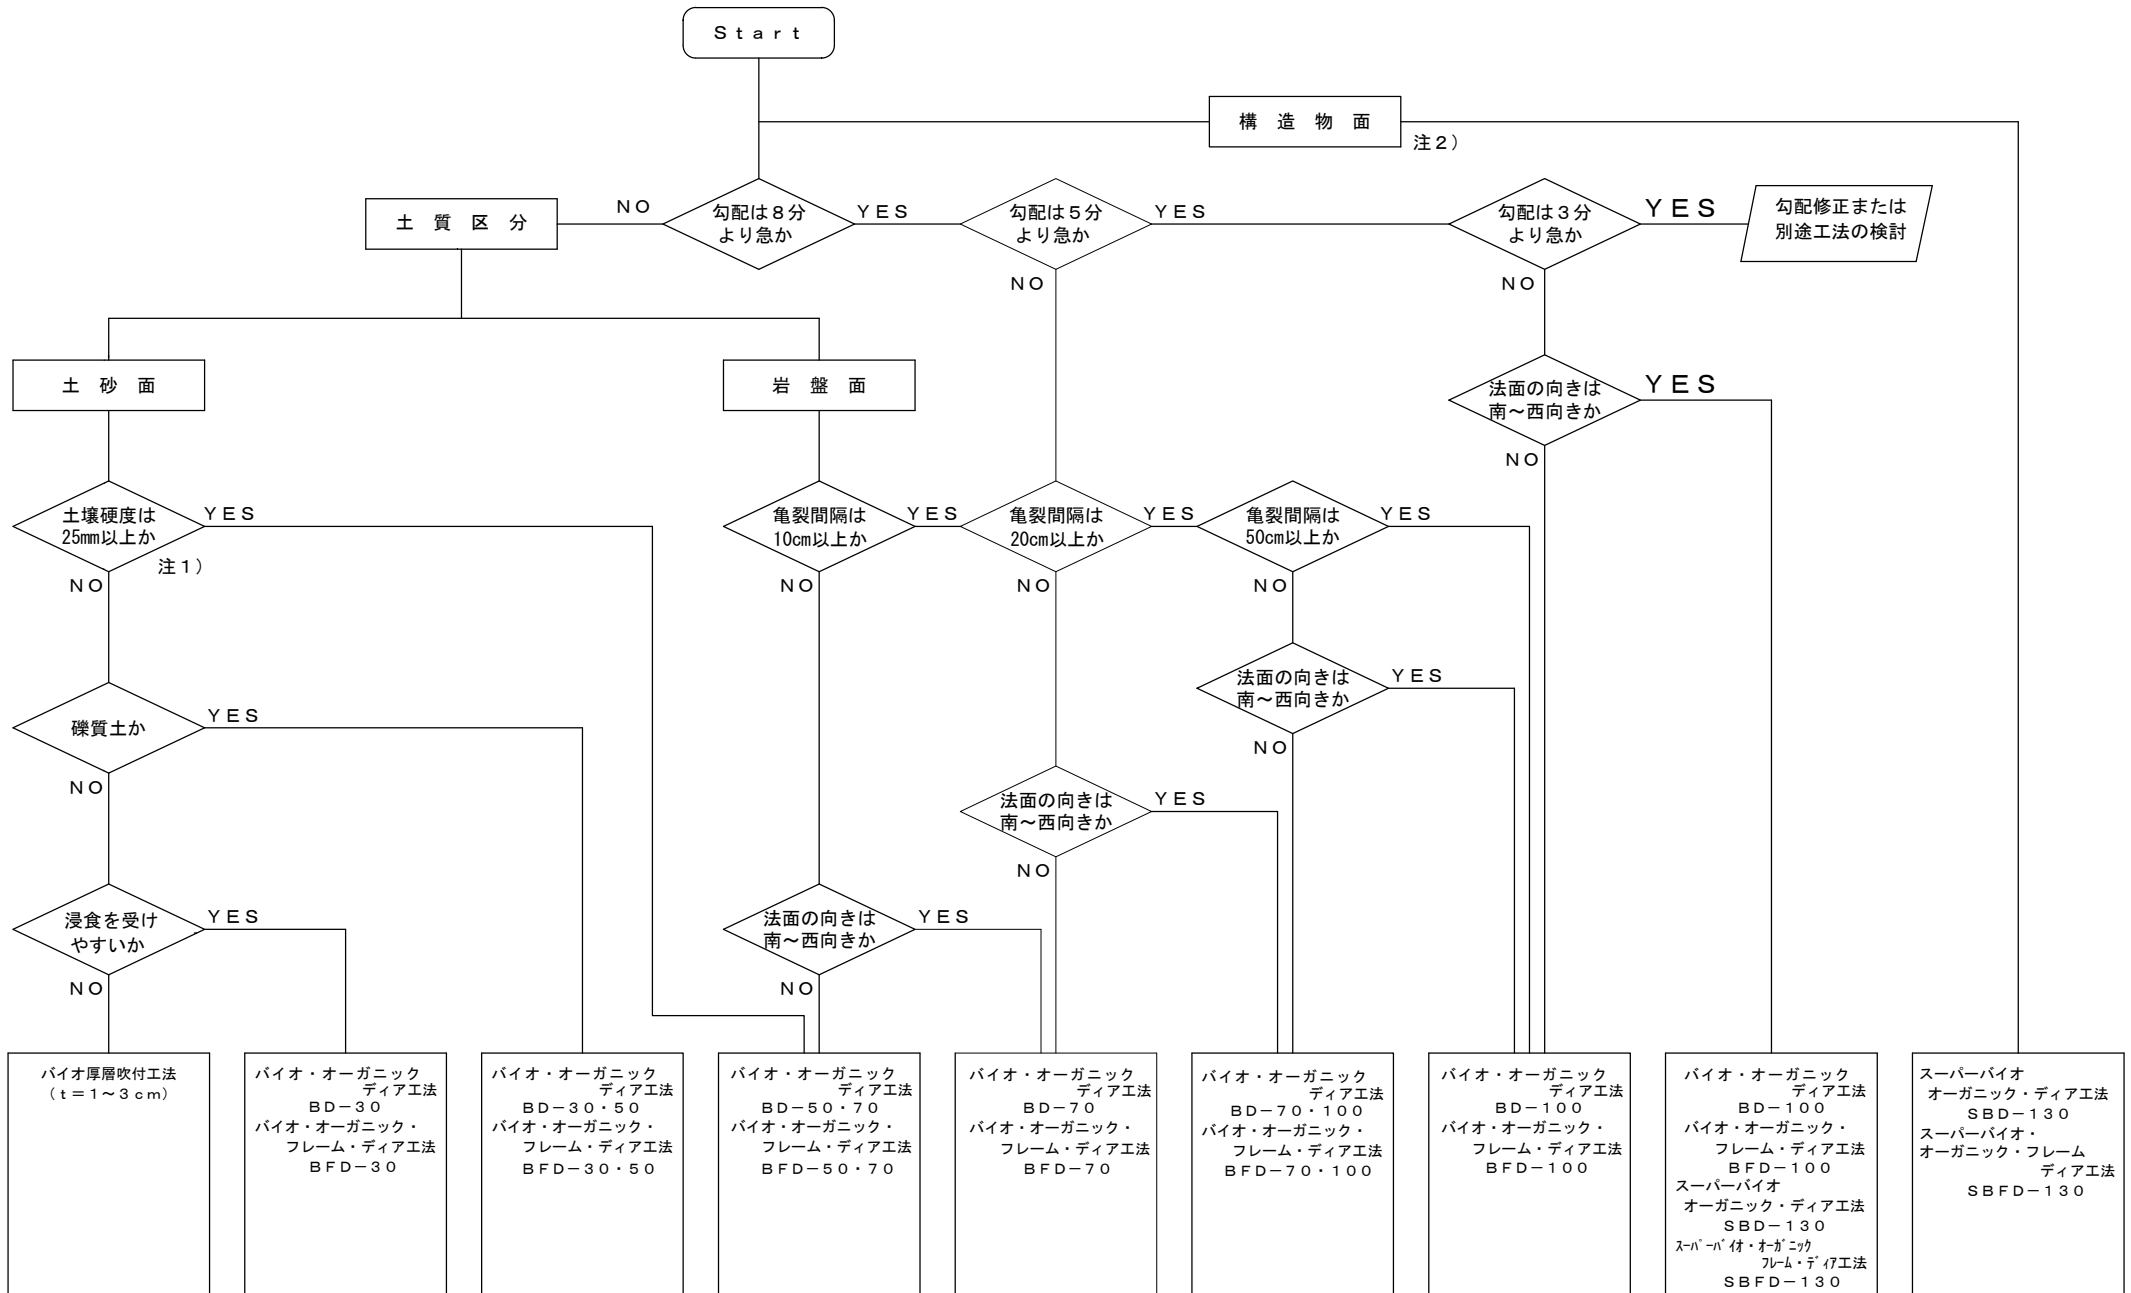 Ｓｔａｒｔ
構造物面
注２）
土質区分
ＮＯ
勾配は８分
より急か
ＹＥＳ
勾配は５分
より急か
ＹＥＳ
勾配は３分
より急か
ＹＥＳ
勾配修正または
別途工法の検討
ＮＯ
ＮＯ
土砂面
岩盤面
法面の向きは
南～西向きか
ＹＥＳ
ＮＯ
土壌硬度は
25mm以上か
ＹＥＳ
注１）
ＮＯ
亀裂間隔は
10cm以上か
ＹＥＳ
ＮＯ
亀裂間隔は
20cm以上か
ＹＥＳ
ＮＯ
亀裂間隔は
50cm以上か
ＹＥＳ
ＮＯ
法面の向きは
南～西向きか
ＹＥＳ
ＮＯ
礫質土か
ＹＥＳ
ＮＯ
法面の向きは
南～西向きか
ＹＥＳ
ＮＯ
浸食を受け
やすいか
ＹＥＳ
ＮＯ
法面の向きは
南～西向きか
ＹＥＳ
ＮＯ
バイオ厚層吹付工法
（ｔ＝１～３ｃｍ）
バイオ・オーガニック
ディア工法
ＢＤ－３０
バイオ・オーガニック・
フレーム・ディア工法
ＢＦＤ－３０
バイオ・オーガニック
ディア工法
ＢＤ－３０・５０
バイオ・オーガニック・
フレーム・ディア工法
ＢＦＤ－３０・５０
バイオ・オーガニック
ディア工法
ＢＤ－５０・７０
バイオ・オーガニック・
フレーム・ディア工法
ＢＦＤ－５０・７０
バイオ・オーガニック
ディア工法
ＢＤ－７０
バイオ・オーガニック・
フレーム・ディア工法
ＢＦＤ－７０
バイオ・オーガニック
ディア工法
ＢＤ－７０・１００
バイオ・オーガニック・
フレーム・ディア工法
ＢＦＤ－７０・１００
バイオ・オーガニック
ディア工法
ＢＤ－１００
バイオ・オーガニック・
フレーム・ディア工法
ＢＦＤ－１００
バイオ・オーガニック
ディア工法
ＢＤ－１００
バイオ・オーガニック・
フレーム・ディア工法
ＢＦＤ－１００
スーパーバイオ
オーガニック・ディア工法
ＳＢＤ－１３０
ｽｰﾊﾟｰﾊﾞｲｵ・ｵｰｶﾞﾆｯｸ
ﾌﾚｰﾑ・ﾃﾞｨｱ工法
ＳＢＦＤ－１３０
スーパーバイオ
オーガニック・ディア工法
ＳＢＤ－１３０
スーパーバイオ・
オーガニック・フレーム
ディア工法
ＳＢＦＤ－１３０